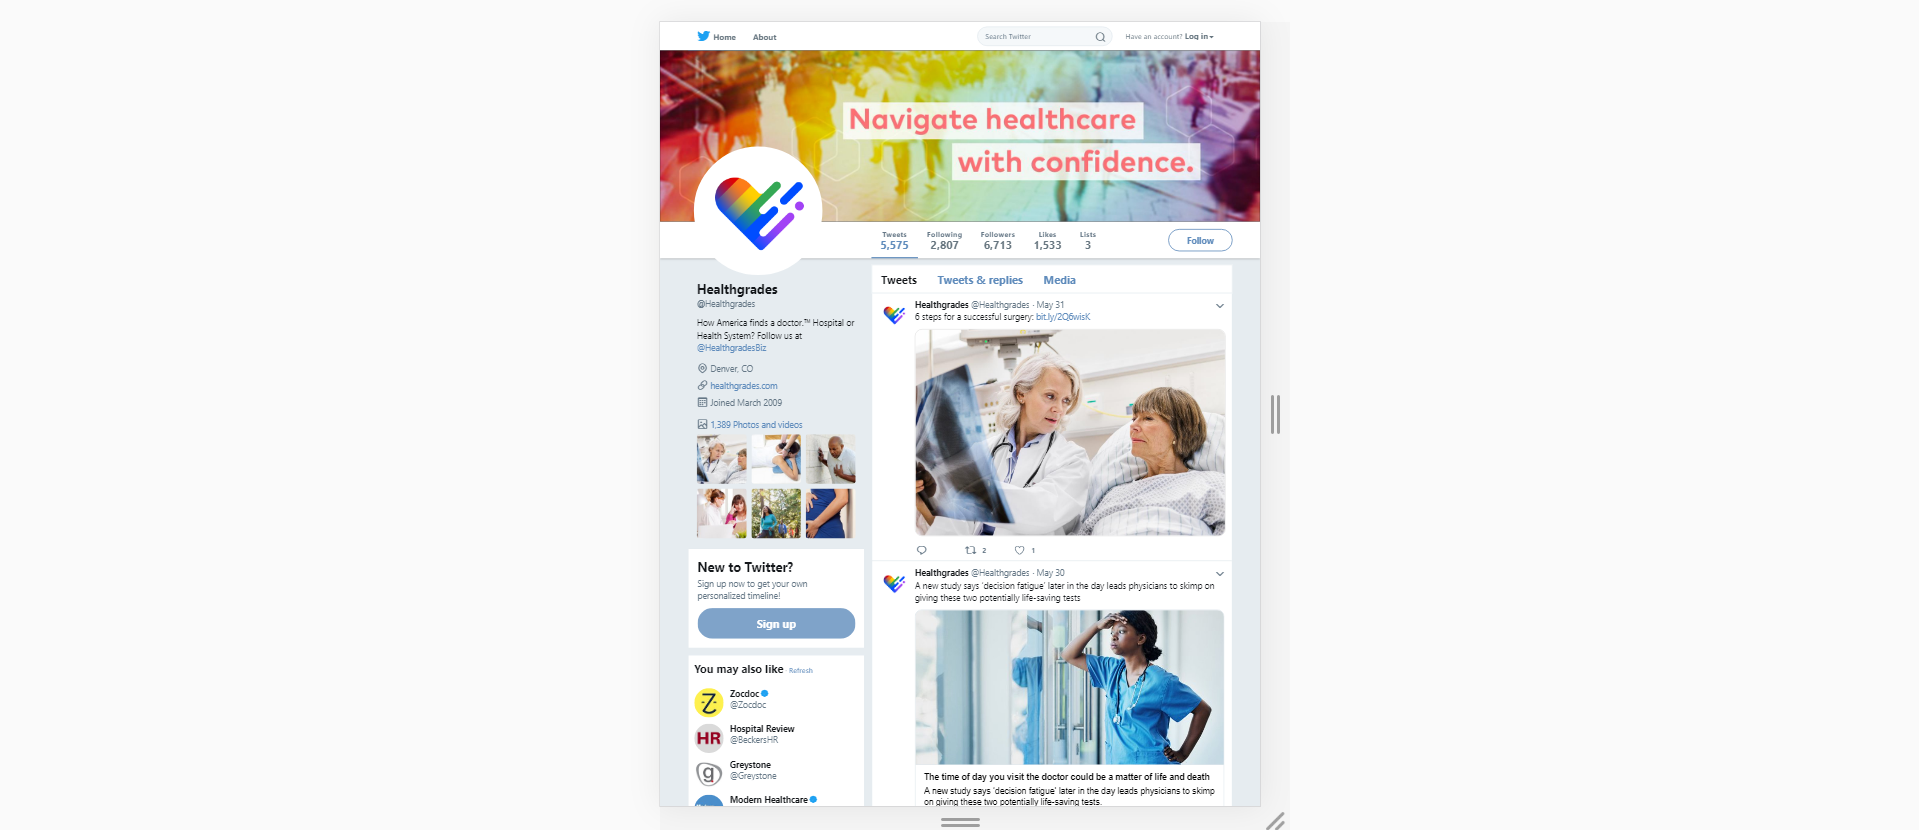 Home About Search Twitter Have an account? Log in
Navigate healthcare
with confidence.
Tweets Following Followers Likes Lists
5,575 2,807 6,713 1,533 3
Follow
Healthgrades
@Healthgrades
How America finds a doctor.™ Hospital or
Health System? Follow us at
@HealthgradesBiz
Denver, CO
healthgrades.com
Joined March 2009
1,389 Photos and videos
New to Twitter?
Sign up now to get your own
personalized timeline!
Sign up
You may also like · Refresh
Zocdoc
@Zocdoc
HR
Hospital Review
@BeckersHR
g
Greystone
@Greystone
Modern Healthcare
Tweets Tweets & replies Media
Healthgrades @Healthgrades · May 31
6 steps for a successful surgery: bit.ly/2Q6wisK
2 1
Healthgrades @Healthgrades · May 30
A new study says 'decision fatigue' later in the day leads physicians to skimp on
giving these two potentially life-saving tests
The time of day you visit the doctor could be a matter of life and death
A new study says 'decision fatigue' later in the day leads physicians to skimp
on giving these two potentially life-saving tests.